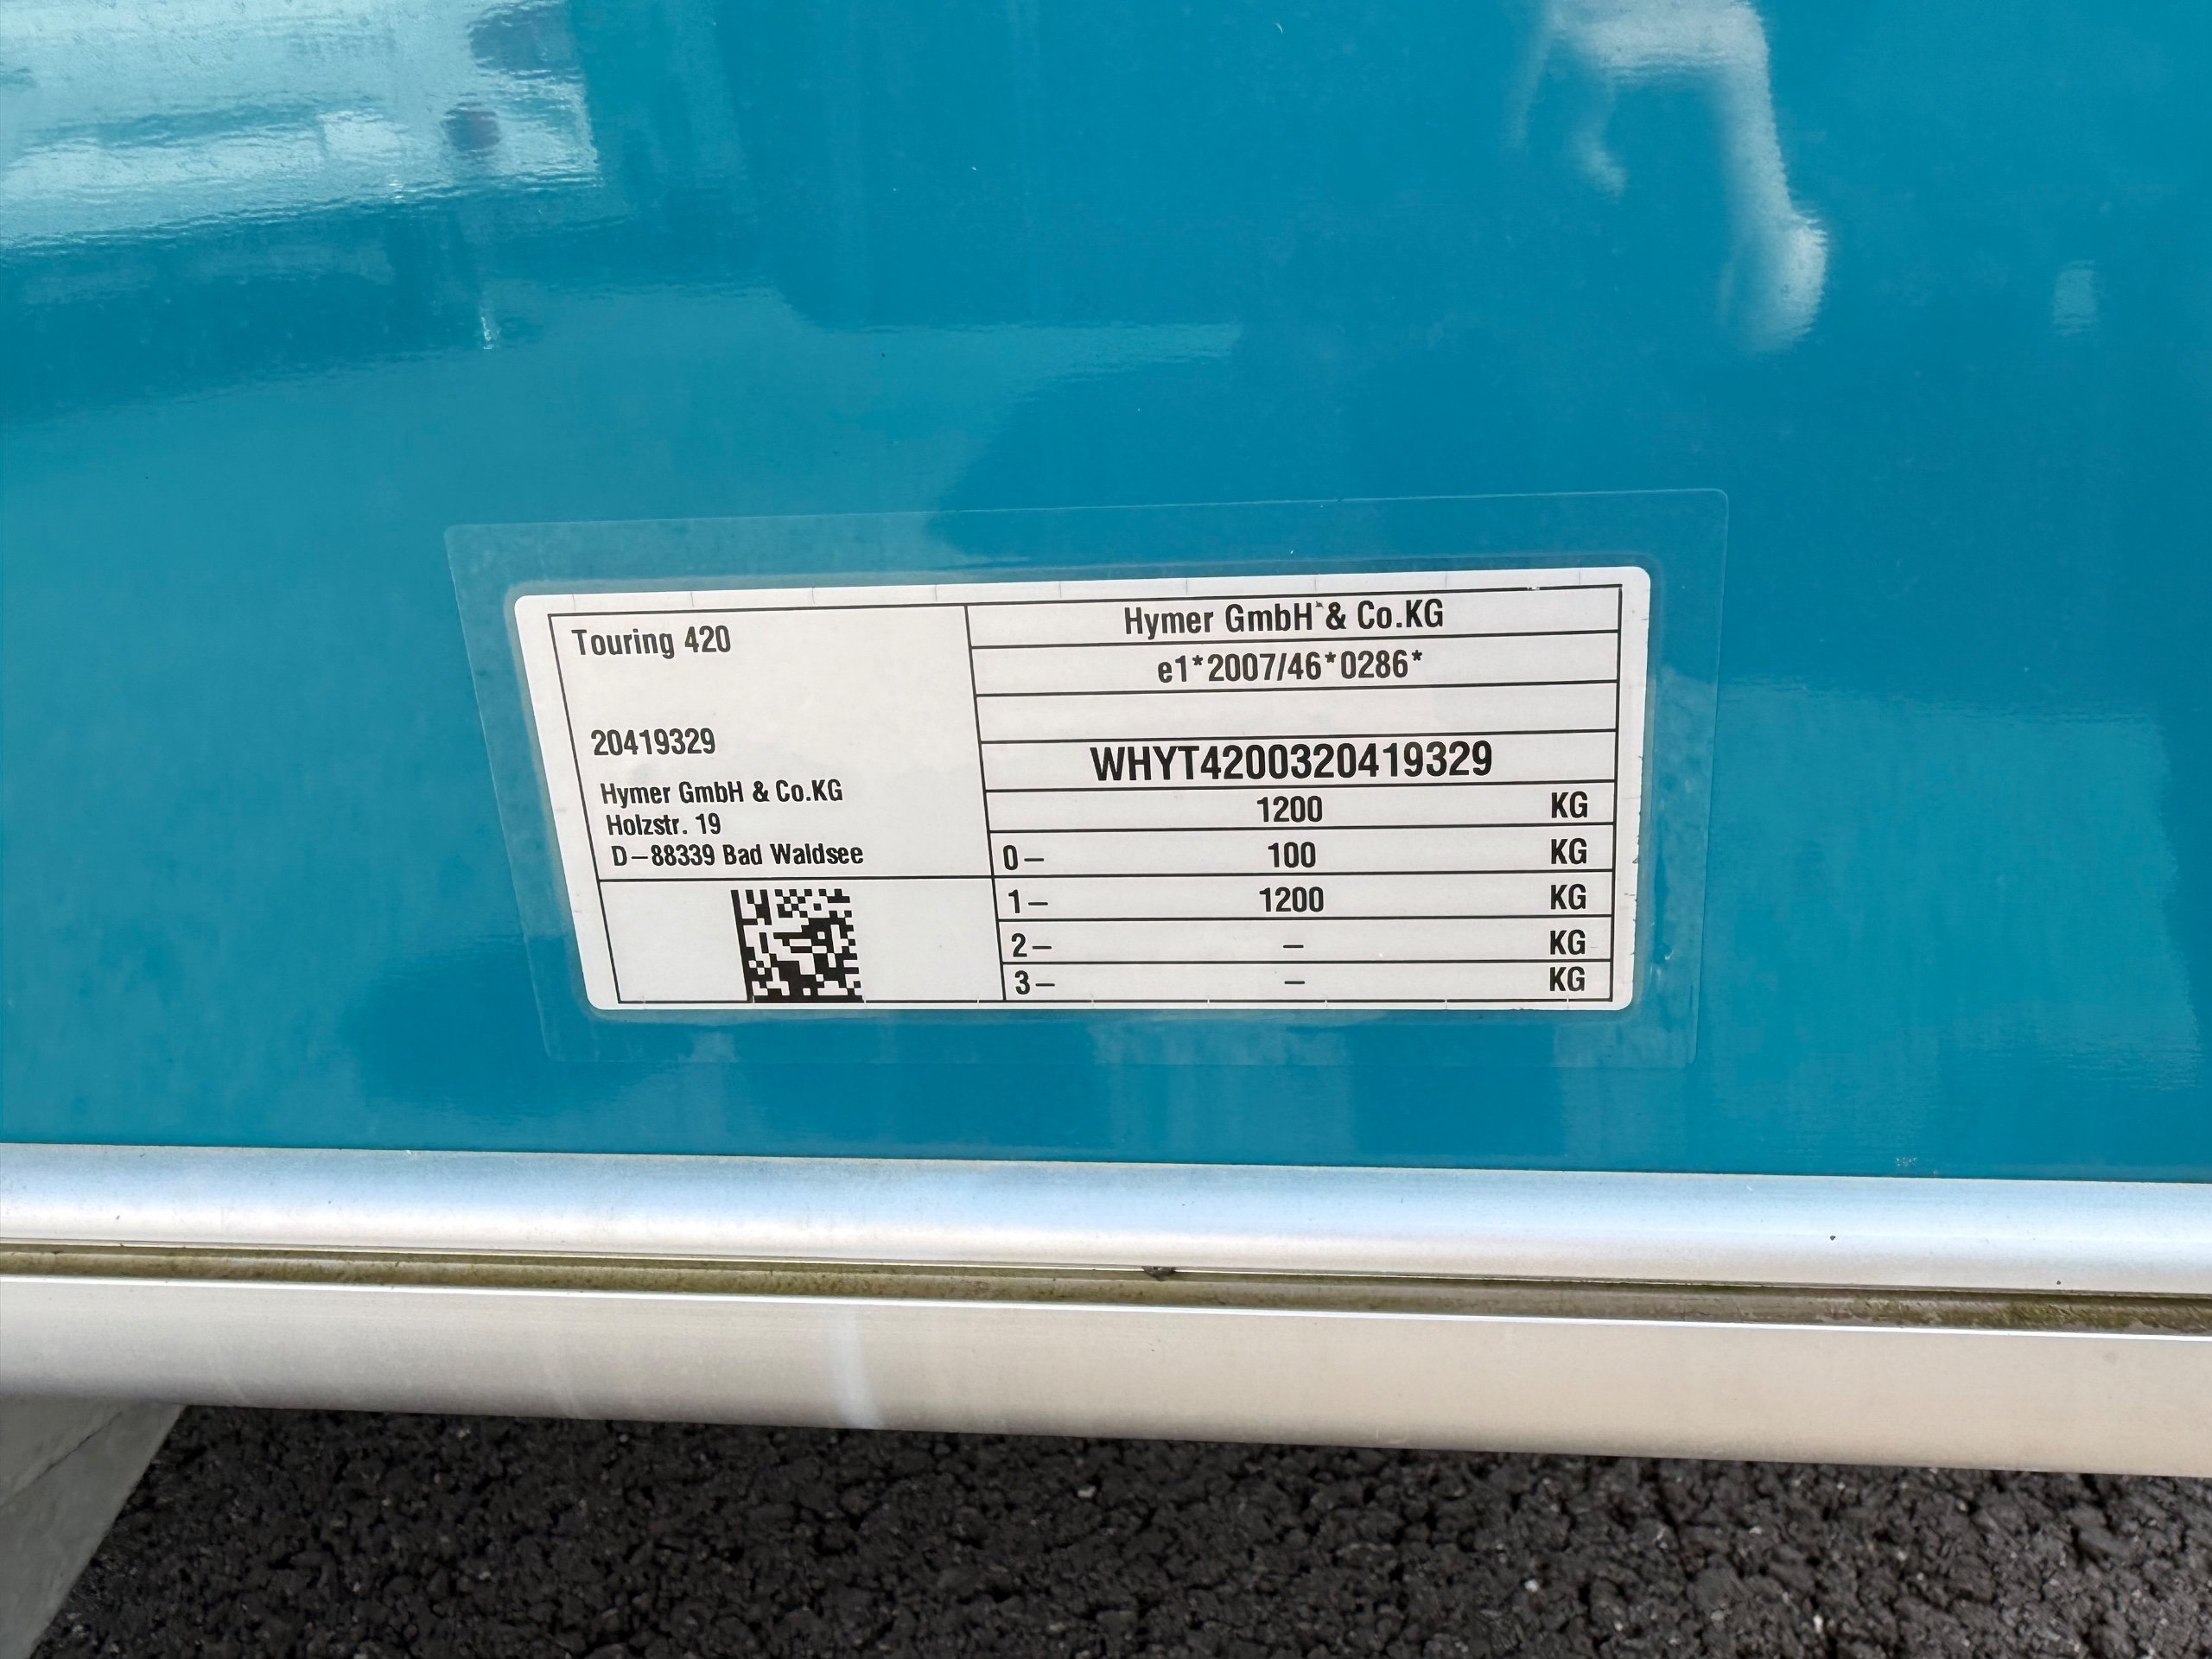 Touring 420
20419329
Hymer GmbH & Co.KG
Holzstr. 19
D-88339 Bad Waldsee
Hymer GmbH & Co.KG
e1*2007/46*0286*
WHYT4200320419329
1200 KG
0- 100 KG
1- 1200 KG
2- - KG
3- - KG